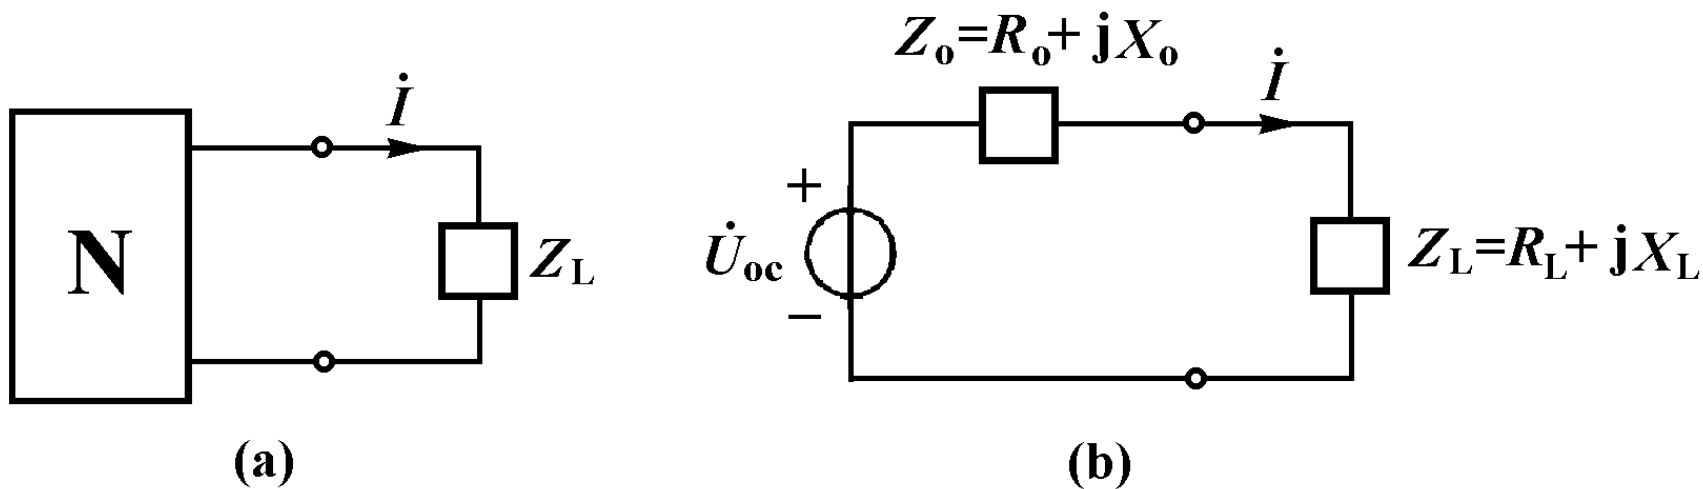 N
İ
Z_L
(a)
Z_o=R_o+jX_o
İ
+
U̇_oc
−
Z_L=R_L+jX_L
(b)